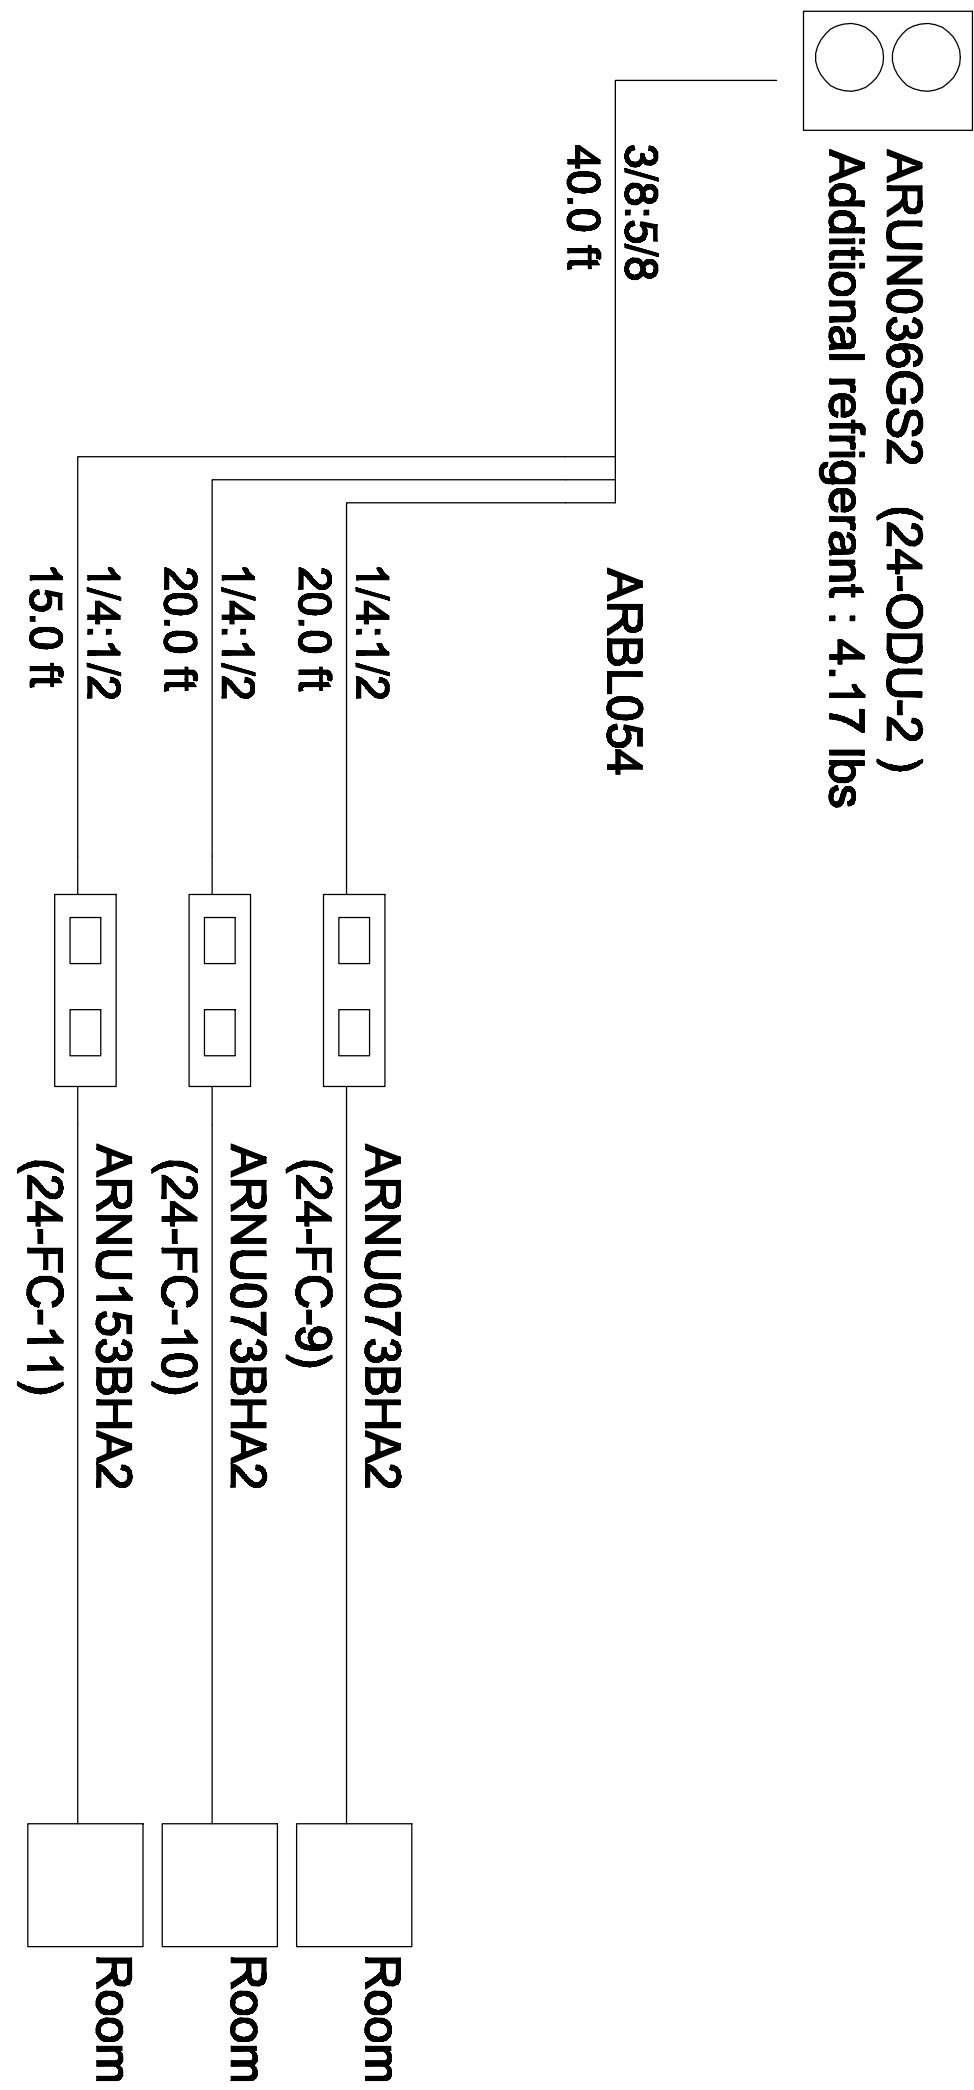 ARUN036GS2 (24-ODU-2 )
Additional refrigerant : 4.17 lbs
3/8:5/8
40.0 ft
ARBL054
1/4:1/2
20.0 ft
ARNU073BHA2
(24-FC-9)
Room
1/4:1/2
20.0 ft
ARNU073BHA2
(24-FC-10)
Room
1/4:1/2
15.0 ft
ARNU153BHA2
(24-FC-11)
Room